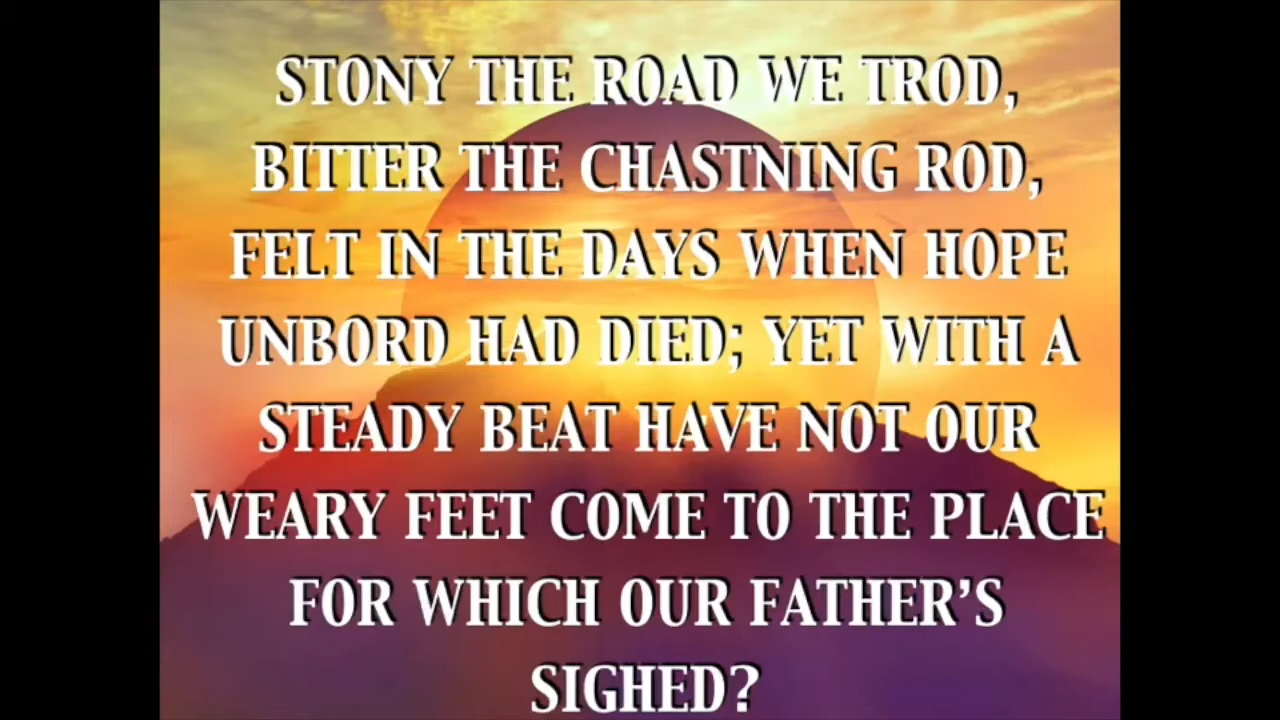 STONY THE ROAD WE TROD,
BITTER THE CHASTNING ROD,
FELT IN THE DAYS WHEN HOPE
UNBORD HAD DIED; YET WITH A
STEADY BEAT HAVE NOT OUR
WEARY FEET COME TO THE PLACE
FOR WHICH OUR FATHER’S
SIGHED?